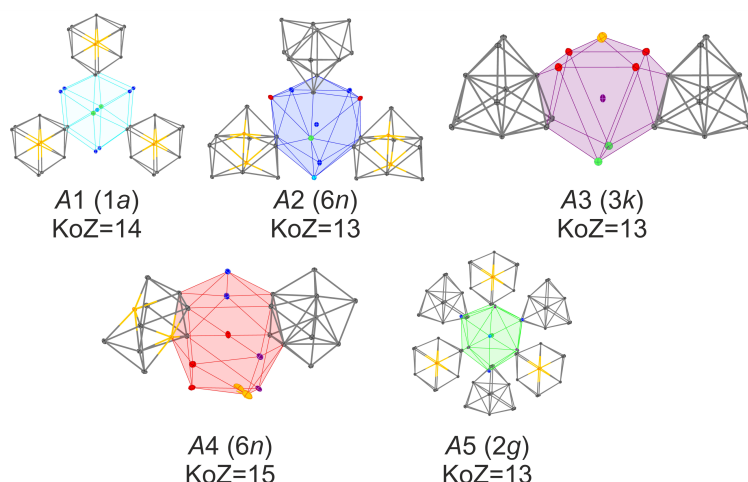 A1 (1a)
KoZ=14
A2 (6n)
KoZ=13
A3 (3k)
KoZ=13
A4 (6n)
KoZ=15
A5 (2g)
KoZ=13